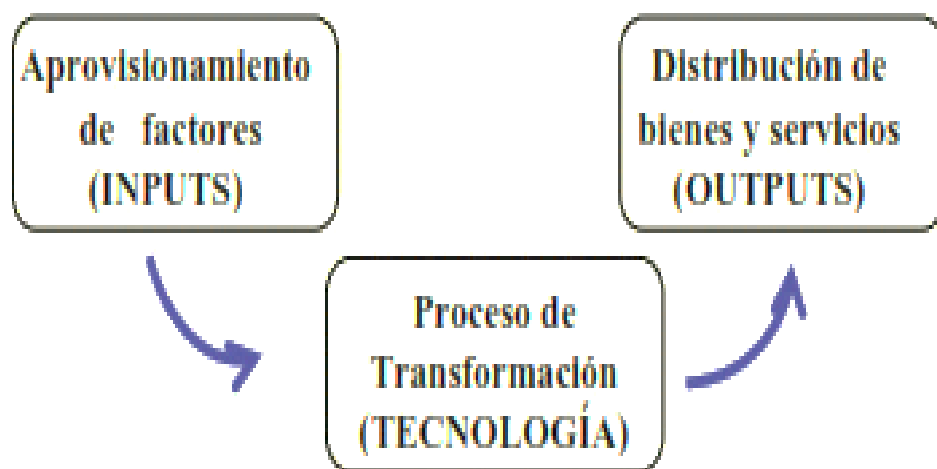 Aprovisionamiento
de factores
(INPUTS)
Proceso de
Transformación
(TECNOLOGÍA)
Distribución de
bienes y servicios
(OUTPUTS)